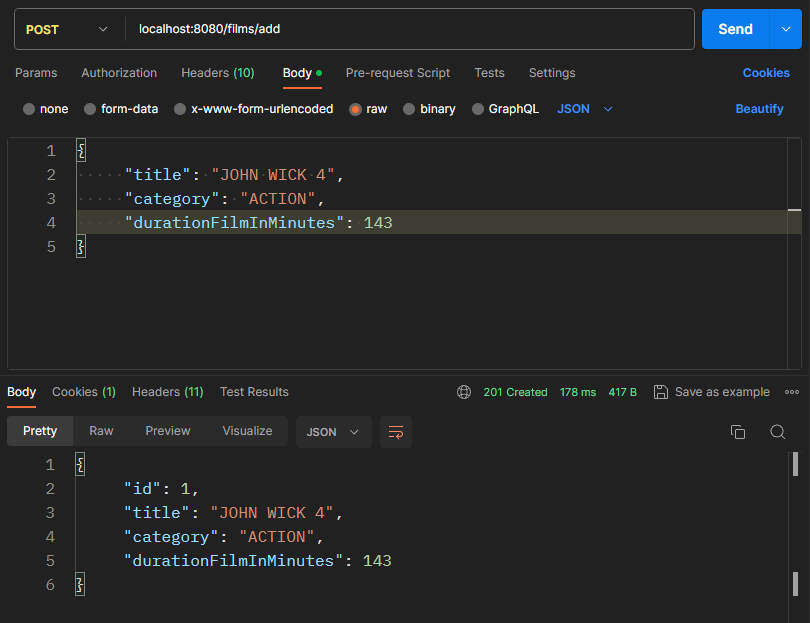 POST localhost:8080/films/add Send
Params Authorization Headers (10) Body Pre-request Script Tests Settings Cookies
none form-data x-www-form-urlencoded raw binary GraphQL JSON Beautify
1 {
2 "title": "JOHN WICK 4",
3 "category": "ACTION",
4 "durationFilmInMinutes": 143
5 }
Body Cookies (1) Headers (11) Test Results 201 Created 178 ms 417 B Save as example
Pretty Raw Preview Visualize JSON
1 {
2 "id": 1,
3 "title": "JOHN WICK 4",
4 "category": "ACTION",
5 "durationFilmInMinutes": 143
6 }